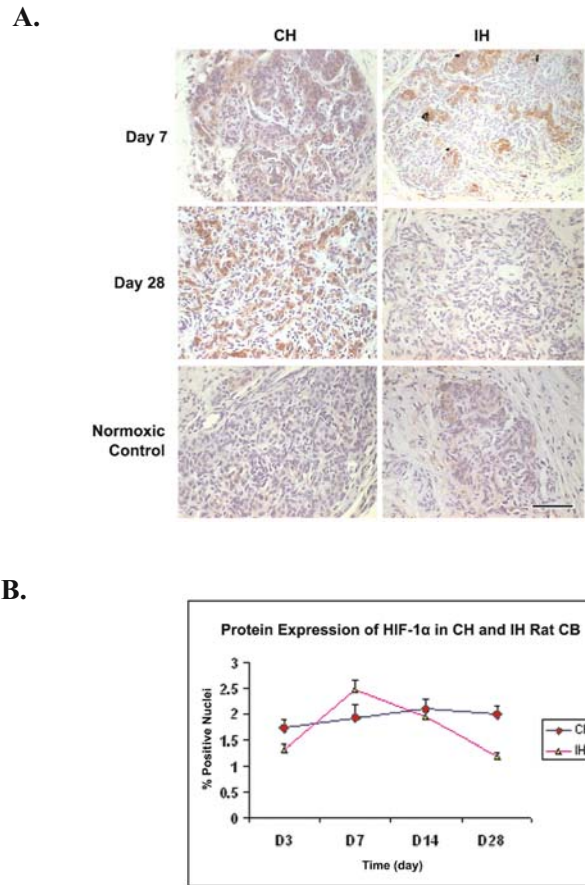 A.
CH IH
Day 7
Day 28
Normoxic
Control
B.
Protein Expression of HIF-1α in CH and IH Rat CB
% Positive Nuclei
3
2.5
2
1.5
1
0.5
0
D3 D7 D14 D28
Time (day)
IH